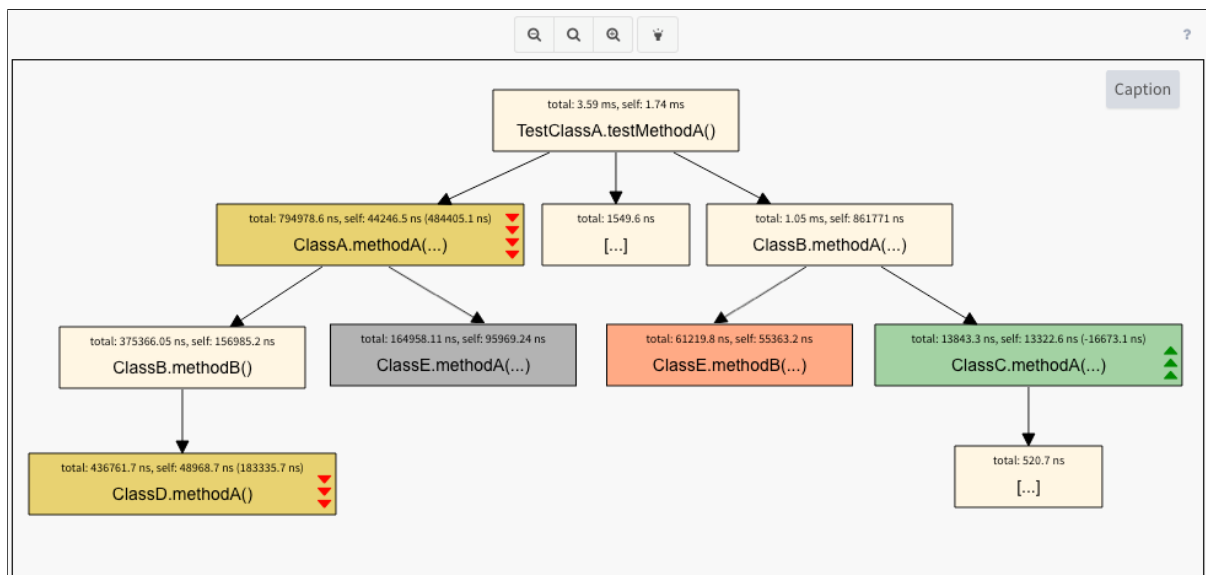 ?
Caption
total: 3.59 ms, self: 1.74 ms
TestClassA.testMethodA()
total: 794978.6 ns, self: 44246.5 ns (484405.1 ns)
ClassA.methodA(...)
total: 1549.6 ns
[...]
total: 1.05 ms, self: 861771 ns
ClassB.methodA(...)
total: 375366.05 ns, self: 156985.2 ns
ClassB.methodB()
total: 164958.11 ns, self: 95969.24 ns
ClassE.methodA(...)
total: 61219.8 ns, self: 55363.2 ns
ClassE.methodB(...)
total: 13843.3 ns, self: 13322.6 ns (-16673.1 ns)
ClassC.methodA(...)
total: 436761.7 ns, self: 48968.7 ns (183335.7 ns)
ClassD.methodA()
total: 520.7 ns
[...]